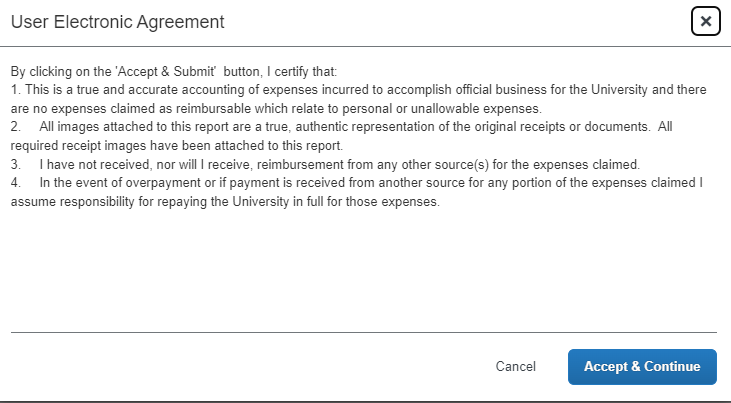 User Electronic Agreement
By clicking on the 'Accept & Submit'  button, I certify that:
1. This is a true and accurate accounting of expenses incurred to accomplish official business for the University and there
are no expenses claimed as reimbursable which relate to personal or unallowable expenses.
2.     All images attached to this report are a true, authentic representation of the original receipts or documents.  All
required receipt images have been attached to this report.
3.     I have not received, nor will I receive, reimbursement from any other source(s) for the expenses claimed.
4.     In the event of overpayment or if payment is received from another source for any portion of the expenses claimed I
assume responsibility for repaying the University in full for those expenses.
Cancel
Accept & Continue